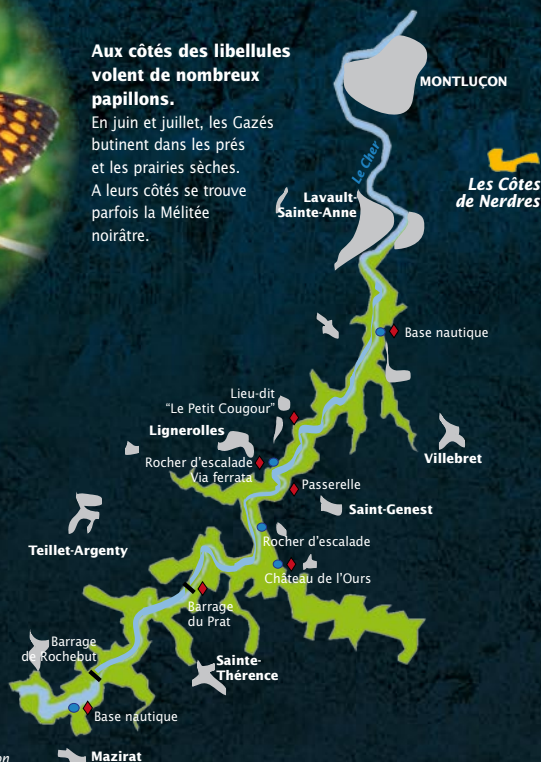 Aux côtés des libellules
volent de nombreux
papillons.
En juin et juillet, les Gazés
butinent dans les prés
et les prairies sèches.
A leurs côtés se trouve
parfois la Mélitée
noirâtre.
MONTLUÇON
Le Cher
Les Côtes
de Nerdres
Lavault-
Sainte-Anne
Base nautique
Lieu-dit
"Le Petit Cougour"
Lignerolles
Villebret
Rocher d'escalade
Via ferrata
Passerelle
Saint-Genest
Teillet-Argenty
Rocher d'escalade
Château de l'Ours
Barrage
du Prat
Barrage
de Rochebut
Sainte-
Thérence
Base nautique
Mazirat